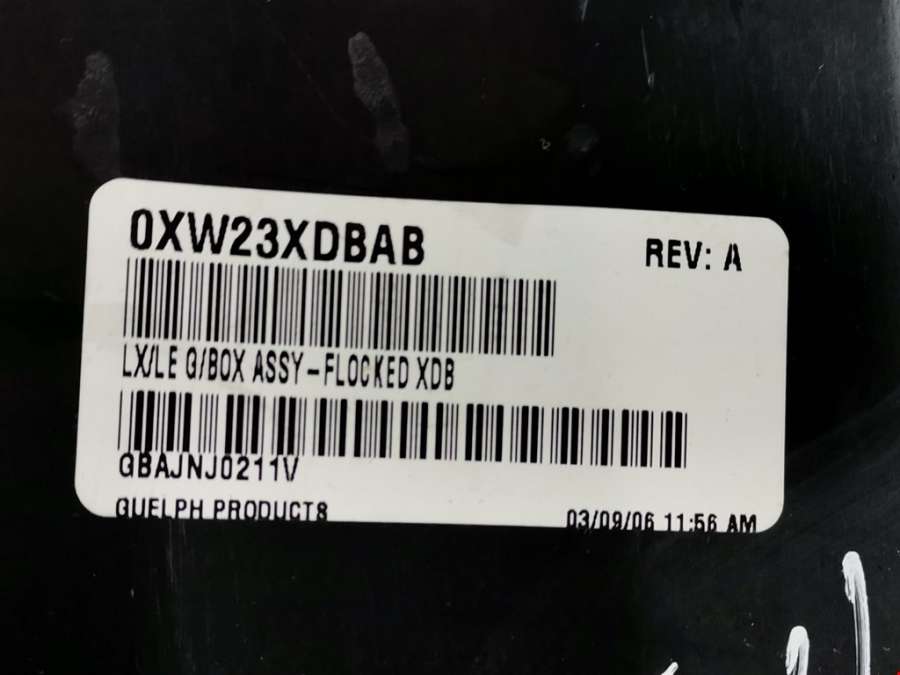 0XW23XDBAB
REV: A
LX/LE G/BOX ASSY-FLOCKED XDB
GBAJNJ0211V
GUELPH PRODUCTS
03/09/06 11:56 AM